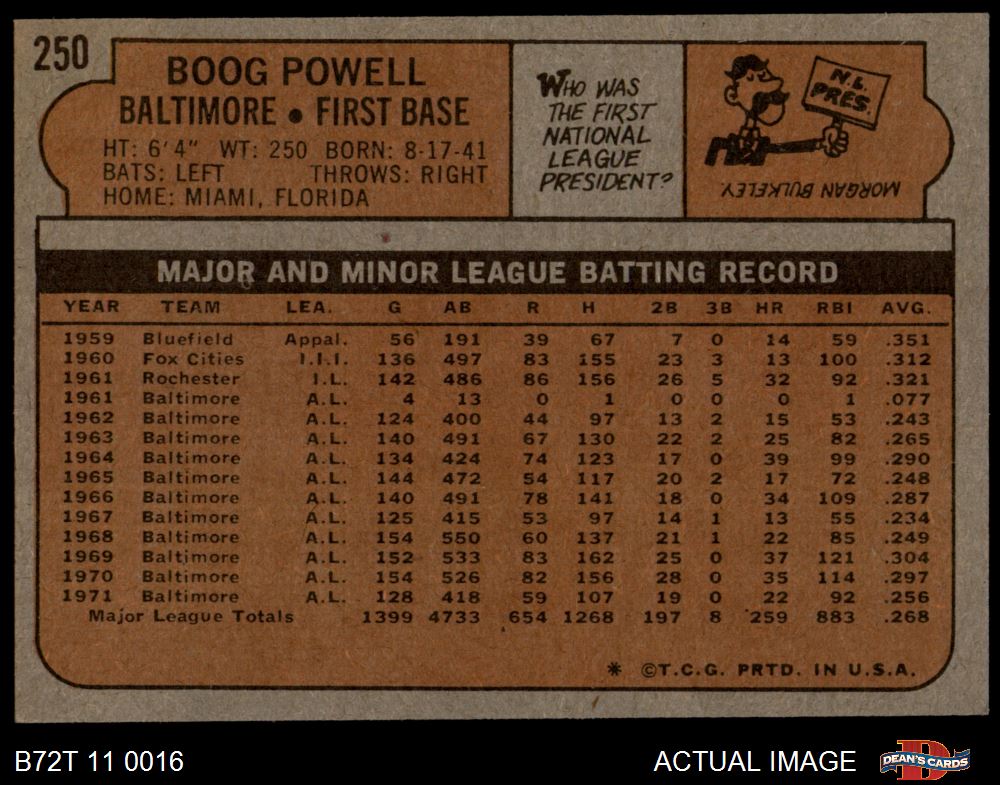 250
BOOG POWELL
BALTIMORE • FIRST BASE
HT: 6'4" WT: 250 BORN: 8-17-41
BATS: LEFT THROWS: RIGHT
HOME: MIAMI, FLORIDA
WHO WAS
THE FIRST
NATIONAL
LEAGUE
PRESIDENT?
N.L.
PRES.
MORGAN BULKELEY
MAJOR AND MINOR LEAGUE BATTING RECORD
YEAR TEAM LEA. G AB R H 2B 3B HR RBI AVG.
1959 Bluefield Appal. 56 191 39 67 7 0 14 59 .351
1960 Fox Cities I.I.I. 136 497 83 155 23 3 13 100 .312
1961 Rochester I.L. 142 486 86 156 26 5 32 92 .321
1961 Baltimore A.L. 4 13 0 1 0 0 0 1 .077
1962 Baltimore A.L. 124 400 44 97 13 2 15 53 .243
1963 Baltimore A.L. 140 491 67 130 22 2 25 82 .265
1964 Baltimore A.L. 134 424 74 123 17 0 39 99 .290
1965 Baltimore A.L. 144 472 54 117 20 2 17 72 .248
1966 Baltimore A.L. 140 491 78 141 18 0 34 109 .287
1967 Baltimore A.L. 125 415 53 97 14 1 13 55 .234
1968 Baltimore A.L. 154 550 60 137 21 1 22 85 .249
1969 Baltimore A.L. 152 533 83 162 25 0 37 121 .304
1970 Baltimore A.L. 154 526 82 156 28 0 35 114 .297
1971 Baltimore A.L. 128 418 59 107 19 0 22 92 .256
Major League Totals 1399 4733 654 1268 197 8 259 883 .268
* ©T.C.G. PRTD. IN U.S.A.
B72T 11 0016
ACTUAL IMAGE
D
DEAN'S CARDS